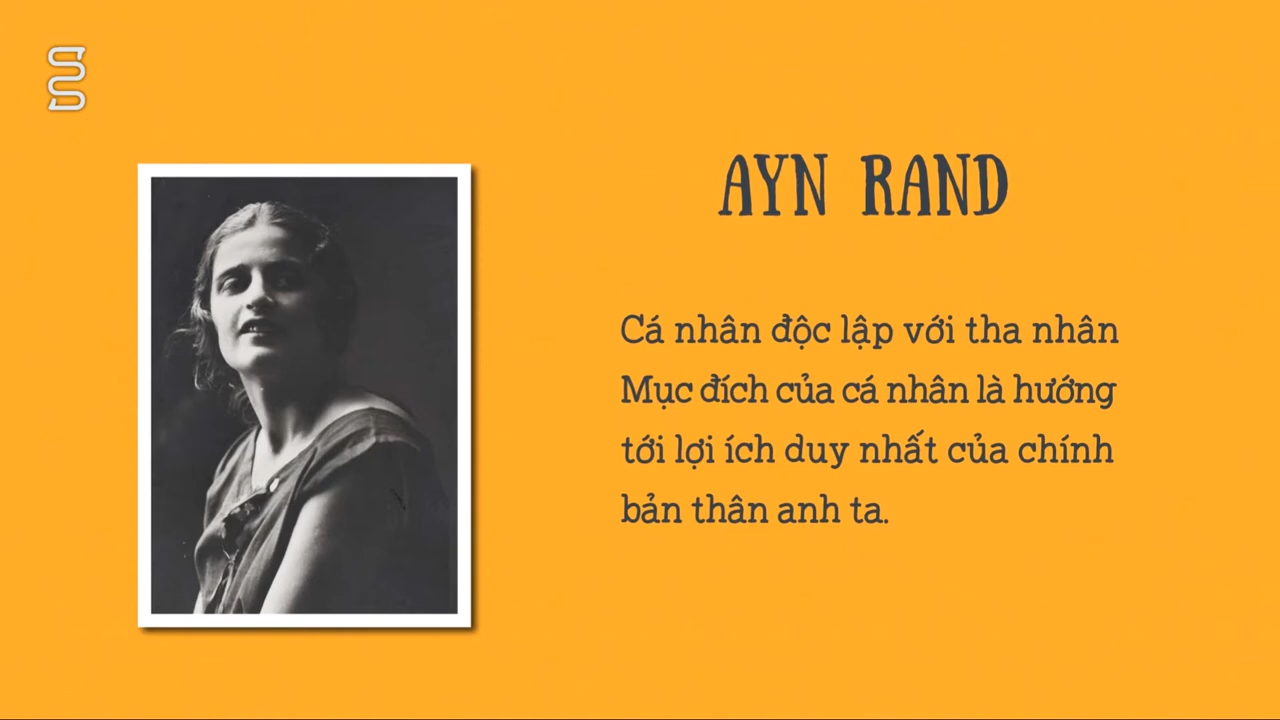 AYN RAND
Cá nhân độc lập với tha nhân
Mục đích của cá nhân là hướng
tới lợi ích duy nhất của chính
bản thân anh ta.